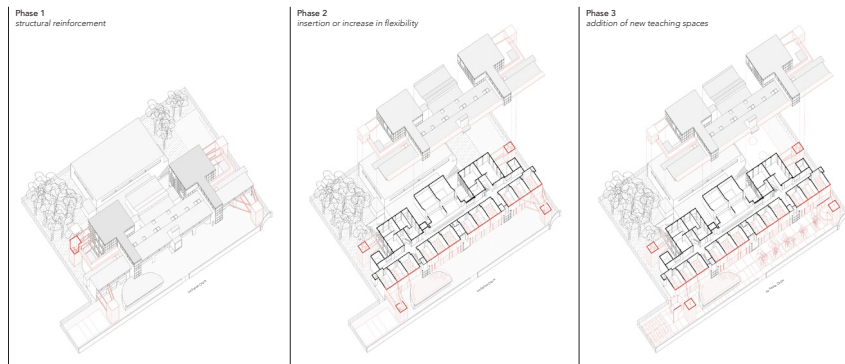 Phase 1
structural reinforcement
Phase 2
insertion or increase in flexibility
Phase 3
addition of new teaching spaces